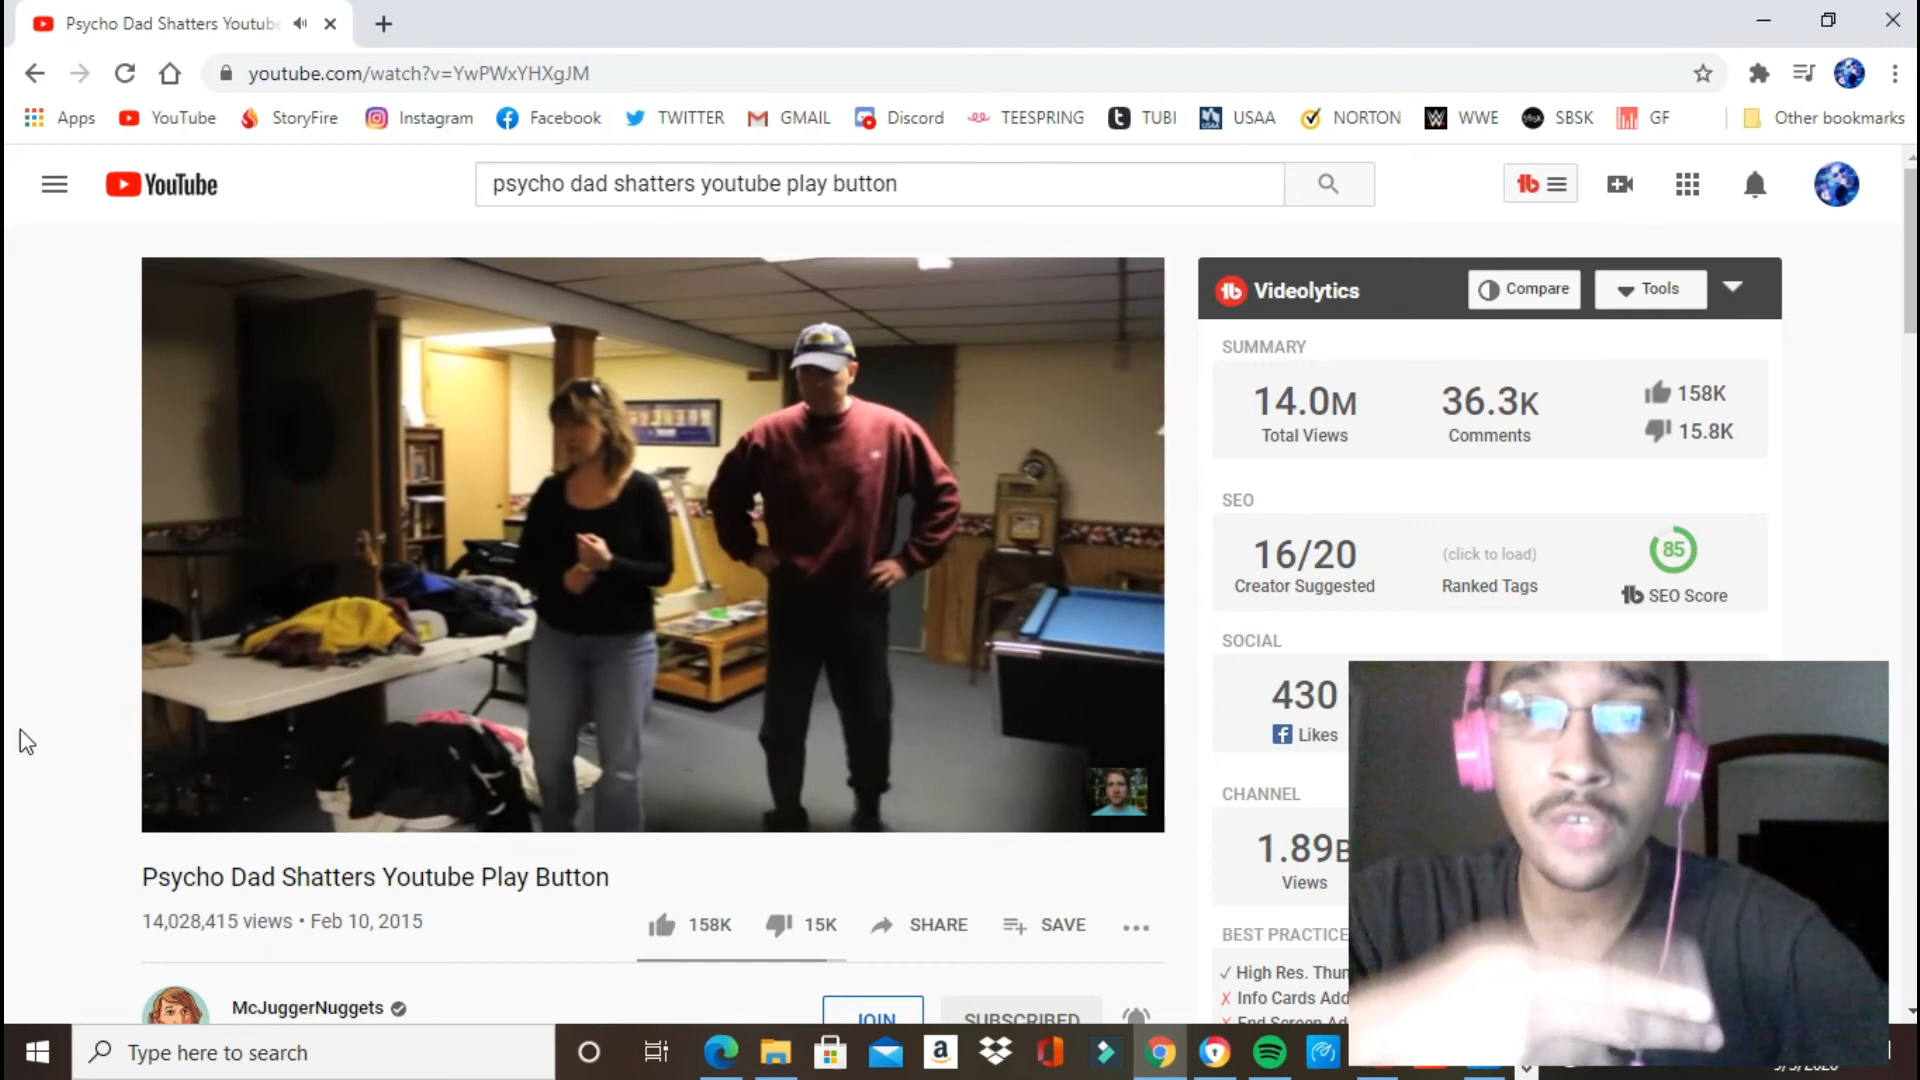 Psycho Dad Shatters Youtube
youtube.com/watch?v=YwPWxYHXgJM
Apps YouTube StoryFire Instagram Facebook TWITTER GMAIL Discord TEESPRING TUBI USAA NORTON WWE SBSK GF Other bookmarks
YouTube
psycho dad shatters youtube play button
Videolytics Compare Tools
SUMMARY
14.0M 36.3K 158K
Total Views Comments 15.8K
SEO
16/20 (click to load) 85
Creator Suggested Ranked Tags SEO Score
SOCIAL
430
Likes
CHANNEL
1.89B
Views
BEST PRACTICE
High Res. Thum
Info Cards Add
End Screen Ad
Psycho Dad Shatters Youtube Play Button
14,028,415 views • Feb 10, 2015 158K 15K SHARE SAVE
McJuggerNuggets JOIN SUBSCRIBED
Type here to search